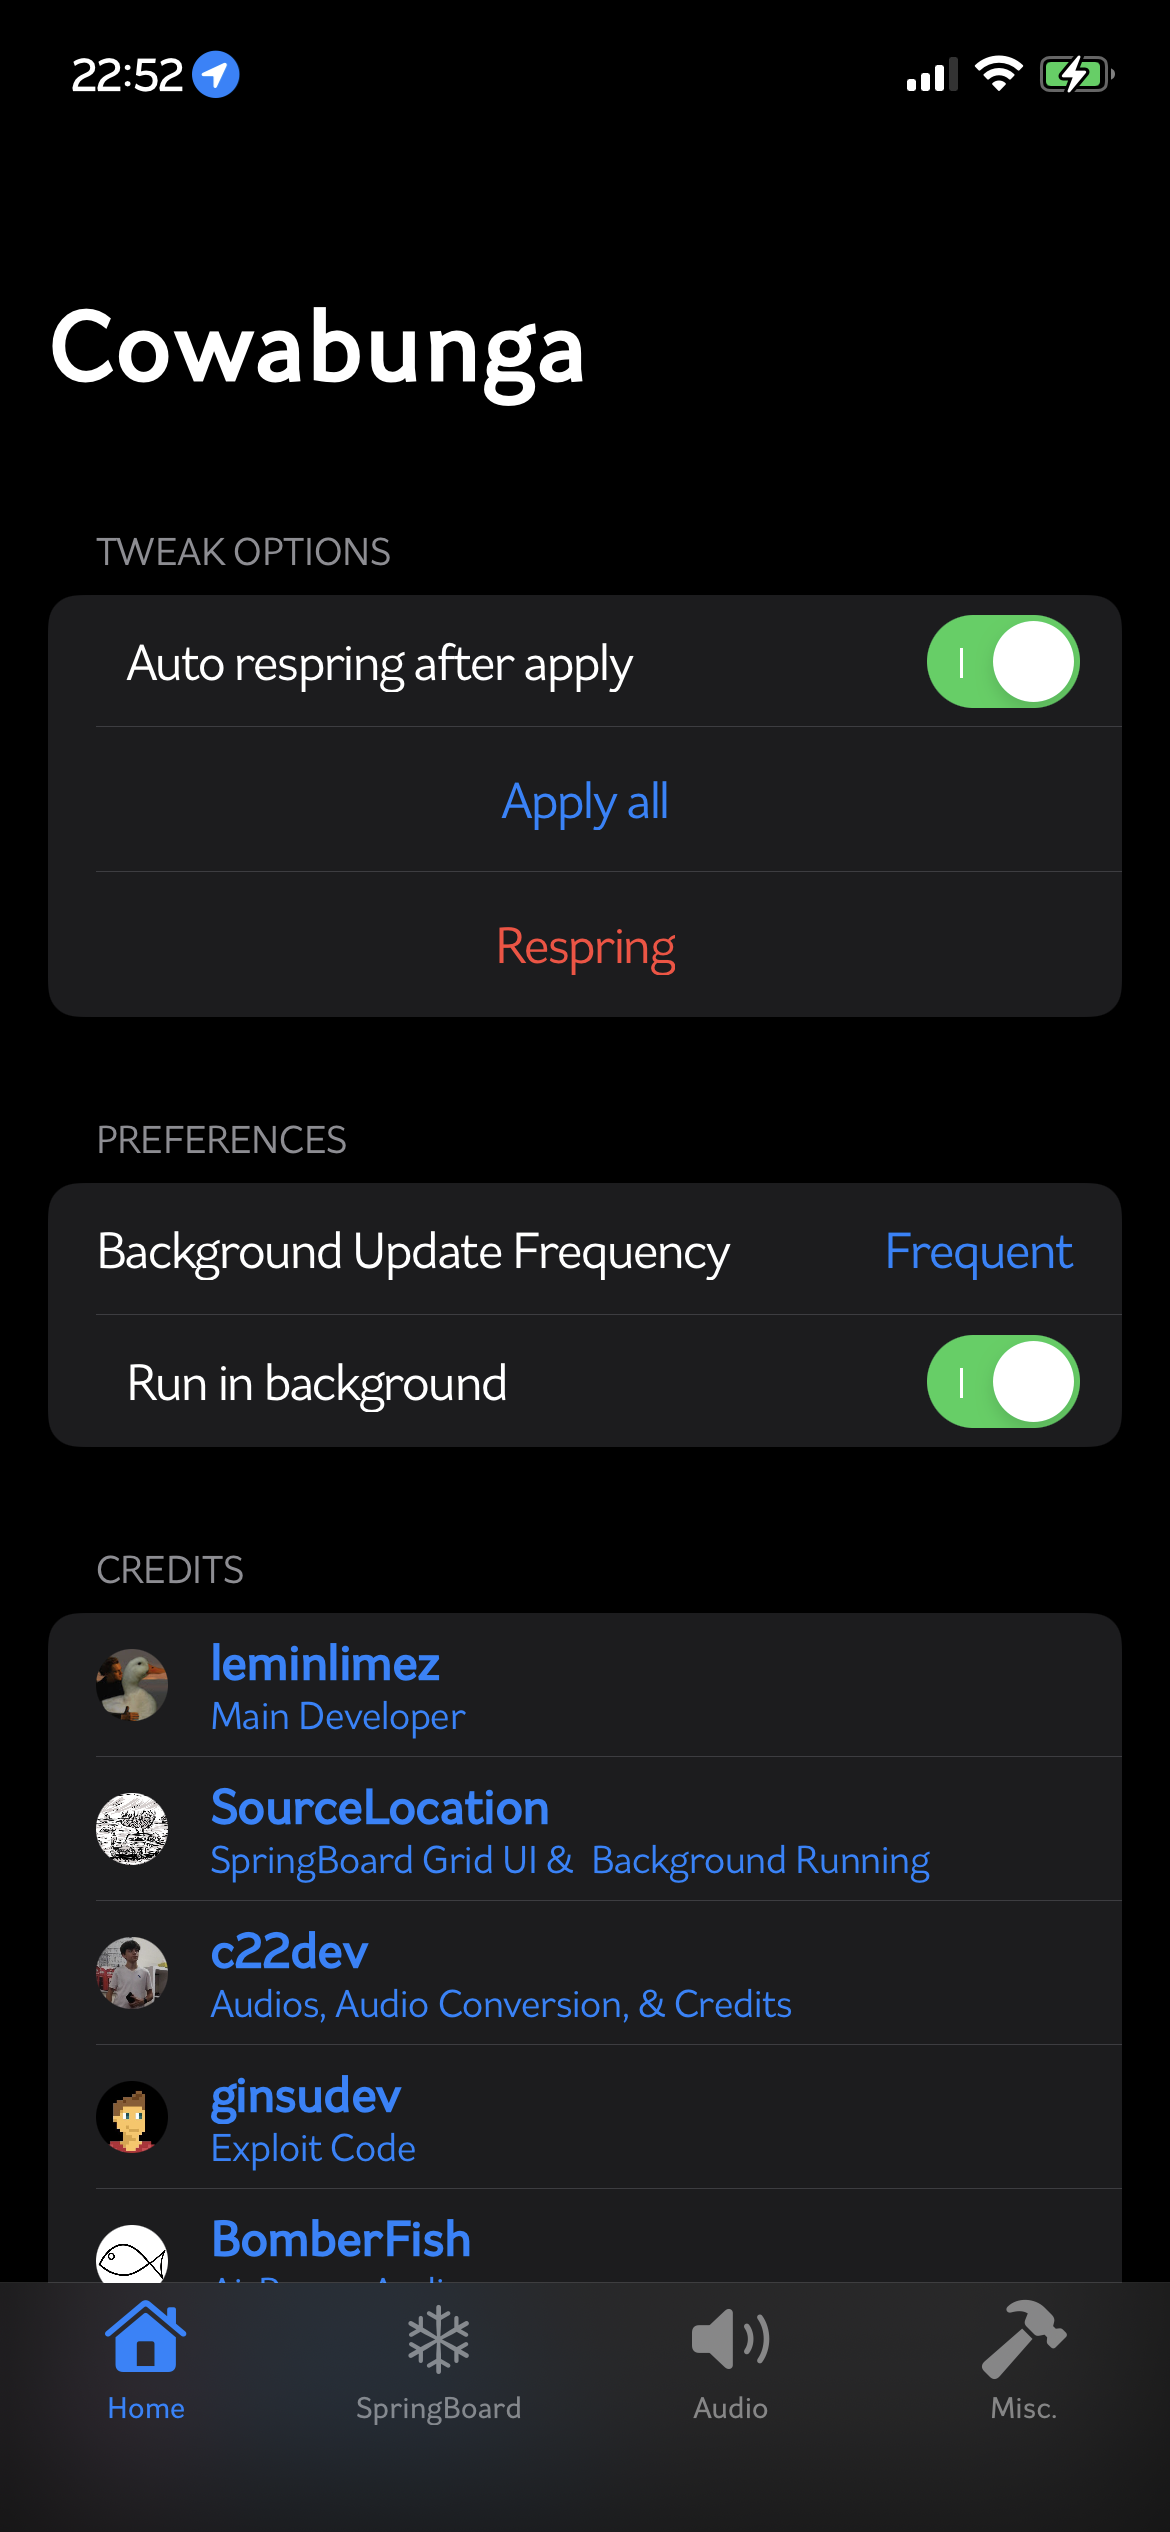 22:52
Cowabunga
TWEAK OPTIONS
Auto respring after apply
Apply all
Respring
PREFERENCES
Background Update Frequency Frequent
Run in background
CREDITS
leminlimez
Main Developer
SourceLocation
SpringBoard Grid UI & Background Running
c22dev
Audios, Audio Conversion, & Credits
ginsudev
Exploit Code
BomberFish
Home SpringBoard Audio Misc.